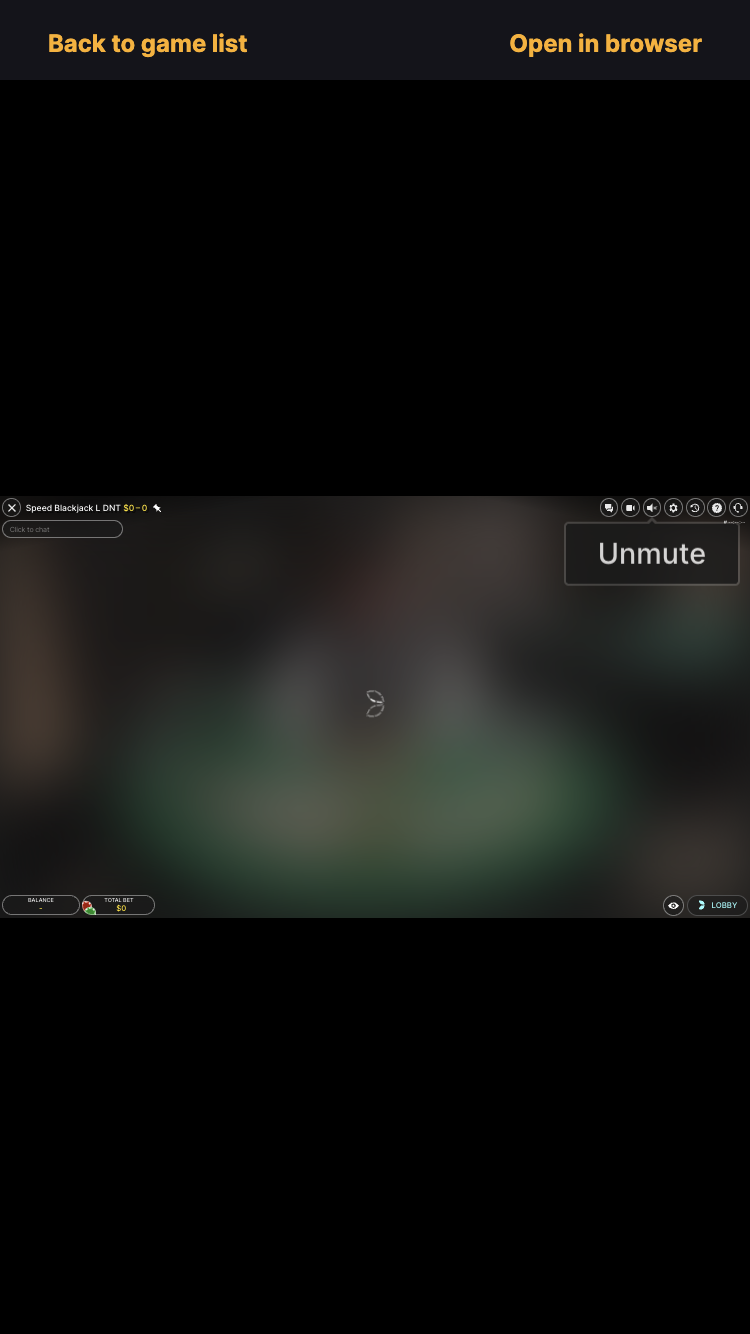 Back to game list
Open in browser
Speed Blackjack L DNT $0–0
Click to chat
Unmute
BALANCE
-
TOTAL BET
$0
LOBBY